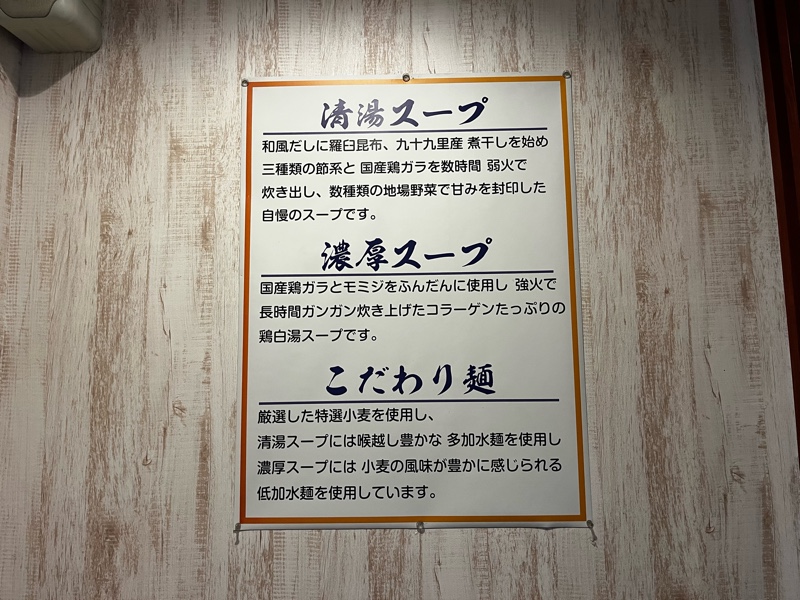 清湯スープ
和風だしに羅臼昆布、九十九里産 煮干しを始め
三種類の節系と 国産鶏ガラを数時間 弱火で
炊き出し、数種類の地場野菜で甘みを封印した
自慢のスープです。
濃厚スープ
国産鶏ガラとモミジをふんだんに使用し 強火で
長時間ガンガン炊き上げたコラーゲンたっぷりの
鶏白湯スープです。
こだわり麺
厳選した特選小麦を使用し、
清湯スープには喉越し豊かな 多加水麺を使用し
濃厚スープには 小麦の風味が豊かに感じられる
低加水麺を使用しています。